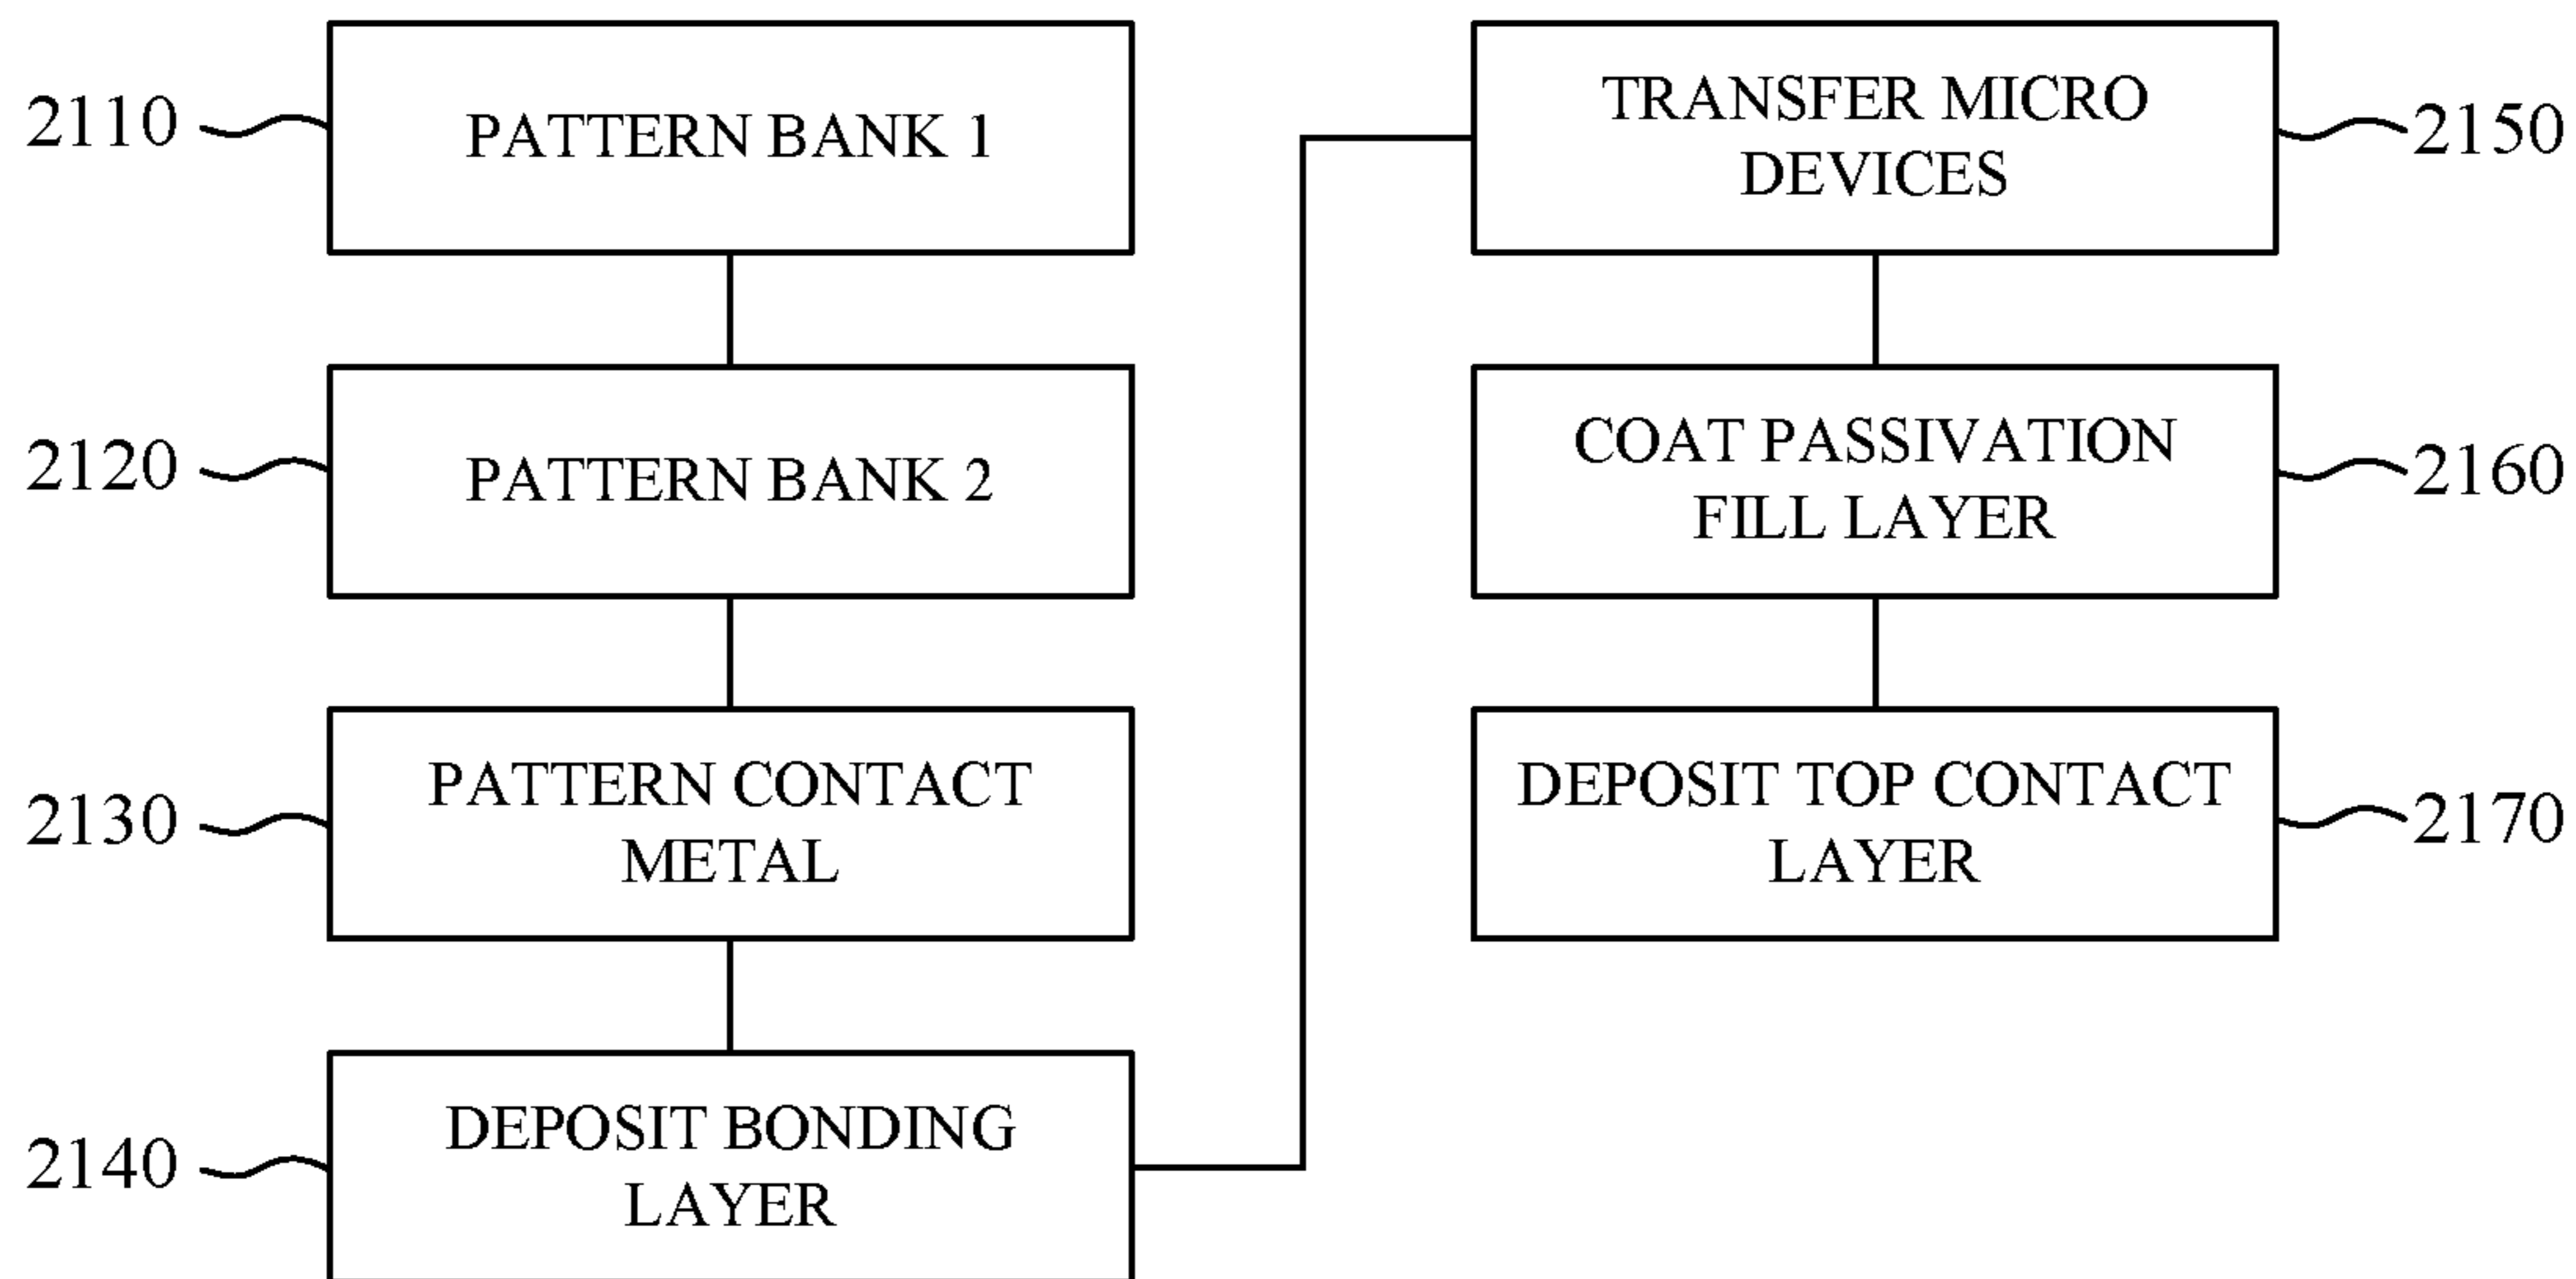 2110
PATTERN BANK 1
2120
PATTERN BANK 2
2130
PATTERN CONTACT
METAL
2140
DEPOSIT BONDING
LAYER
TRANSFER MICRO
DEVICES
2150
COAT PASSIVATION
FILL LAYER
2160
DEPOSIT TOP CONTACT
LAYER
2170